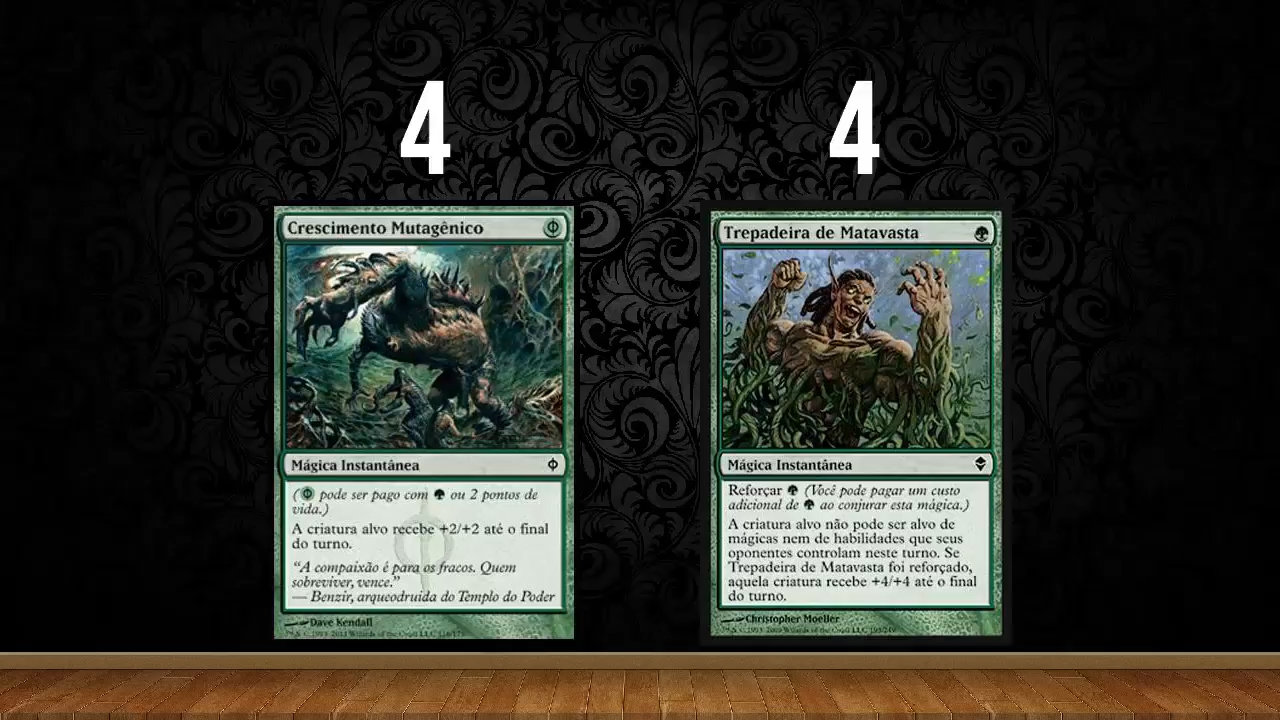 4
4
Crescimento Mutagênico
Mágica Instantânea
( pode ser pago com ou 2 pontos de
vida.)
A criatura alvo recebe +2/+2 até o final
do turno.
“A compaixão é para os fracos. Quem
sobreviver, vence.”
— Benzir, arqueodruida do Templo do Poder
Dave Kendall
Trepadeira de Matavasta
Mágica Instantânea
Reforçar (Você pode pagar um custo
adicional de ao conjurar esta mágica.)
A criatura alvo não pode ser alvo de
mágicas nem de habilidades que seus
oponentes controlam neste turno. Se
Trepadeira de Matavasta foi reforçado,
aquela criatura recebe +4/+4 até o final
do turno.
Christopher Moeller